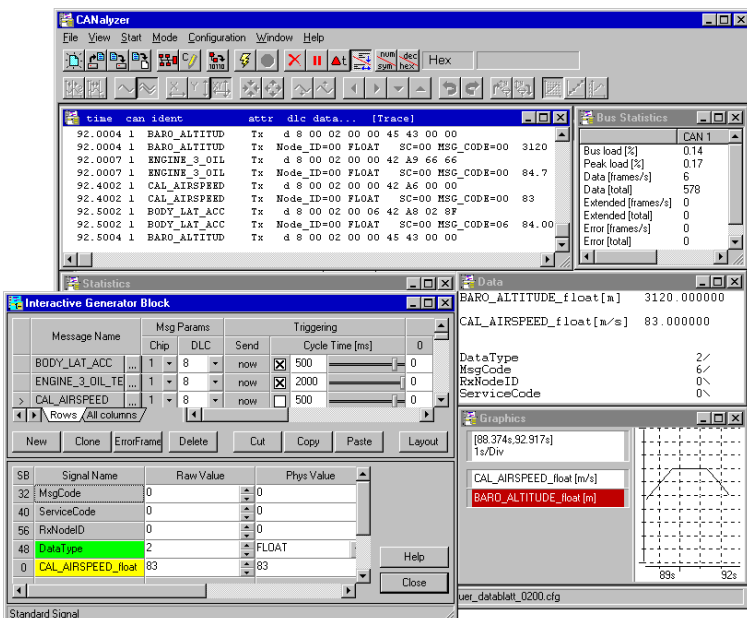 CANalyzer
File View Start Mode Configuration Window Help
num sym dec hex Hex
time can ident attr dlc data... [Trace]
92.0004 1 BARO_ALTITUD Tx d 8 00 02 00 00 45 43 00 00
92.0004 1 BARO_ALTITUD Tx Node_ID=00 FLOAT SC=00 MSG_CODE=00 3120
92.0007 1 ENGINE_3_OIL Tx d 8 00 02 00 00 42 A9 66 66
92.0007 1 ENGINE_3_OIL Tx Node_ID=00 FLOAT SC=00 MSG_CODE=00 84.7
92.4002 1 CAL_AIRSPEED Tx d 8 00 02 00 00 42 A6 00 00
92.4002 1 CAL_AIRSPEED Tx Node_ID=00 FLOAT SC=00 MSG_CODE=00 83
92.5002 1 BODY_LAT_ACC Tx d 8 00 02 00 06 42 A8 02 8F
92.5002 1 BODY_LAT_ACC Tx Node_ID=00 FLOAT SC=00 MSG_CODE=06 84.00
92.5004 1 BARO_ALTITUD Tx d 8 00 02 00 00 45 43 00 00
Bus Statistics
CAN 1
Bus load [%] 0.14
Peak load [%] 0.17
Data [frames/s] 6
Data [total] 578
Extended [frames/s] 0
Extended [total] 0
Error [frames/s] 0
Error [total] 0
Statistics
Interactive Generator Block
Message Name Msg Params Triggering
Chip DLC Send Cycle Time [ms] 0
BODY_LAT_ACC ... 1 8 now 500 0
ENGINE_3_OIL_TE ... 1 8 now 2000 0
> CAL_AIRSPEED ... 1 8 now 500 0
Rows All columns
New Clone ErrorFrame Delete Cut Copy Paste Layout
SB Signal Name Raw Value Phys Value
32 MsgCode 0 0
40 ServiceCode 0 0
56 RxNodeID 0 0
48 DataType 2 FLOAT
0 CAL_AIRSPEED_float 83 83
Help
Close
Standard Signal
Data
BARO_ALTITUDE_float[m] 3120.000000
CAL_AIRSPEED_float[m/s] 83.000000
DataType 2/
MsgCode 6/
RxNodeID 0\
ServiceCode 0\
Graphics
[88.374s,92.917s]
1s/Div
CAL_AIRSPEED_float [m/s]
BARO_ALTITUDE_float [m]
89s 92s
uer_datablatt_0200.cfg